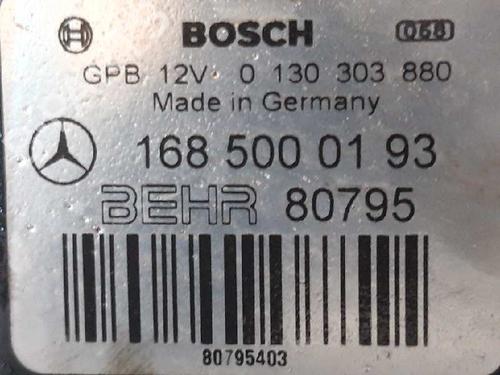 BOSCH 068
GPB 12V 0 130 303 880
Made in Germany
168 500 01 93
BEHR 80795
80795403